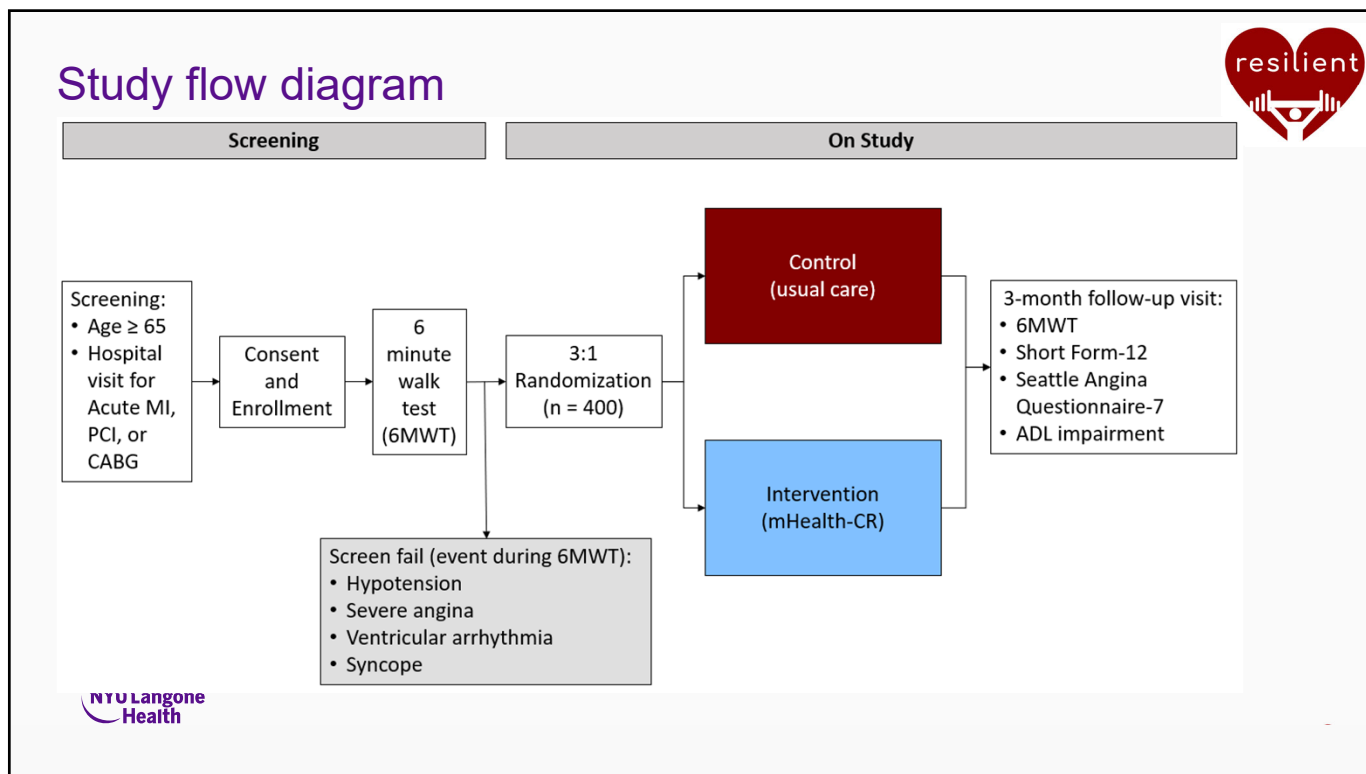 resilient
Study flow diagram
Screening
On Study
Screening:
• Age ≥ 65
• Hospital
visit for
Acute MI,
PCI, or
CABG
Consent
and
Enrollment
6
minute
walk
test
(6MWT)
3:1
Randomization
(n = 400)
Control
(usual care)
Intervention
(mHealth-CR)
3-month follow-up visit:
• 6MWT
• Short Form-12
• Seattle Angina
Questionnaire-7
• ADL impairment
Screen fail (event during 6MWT):
• Hypotension
• Severe angina
• Ventricular arrhythmia
• Syncope
NYU Langone
Health